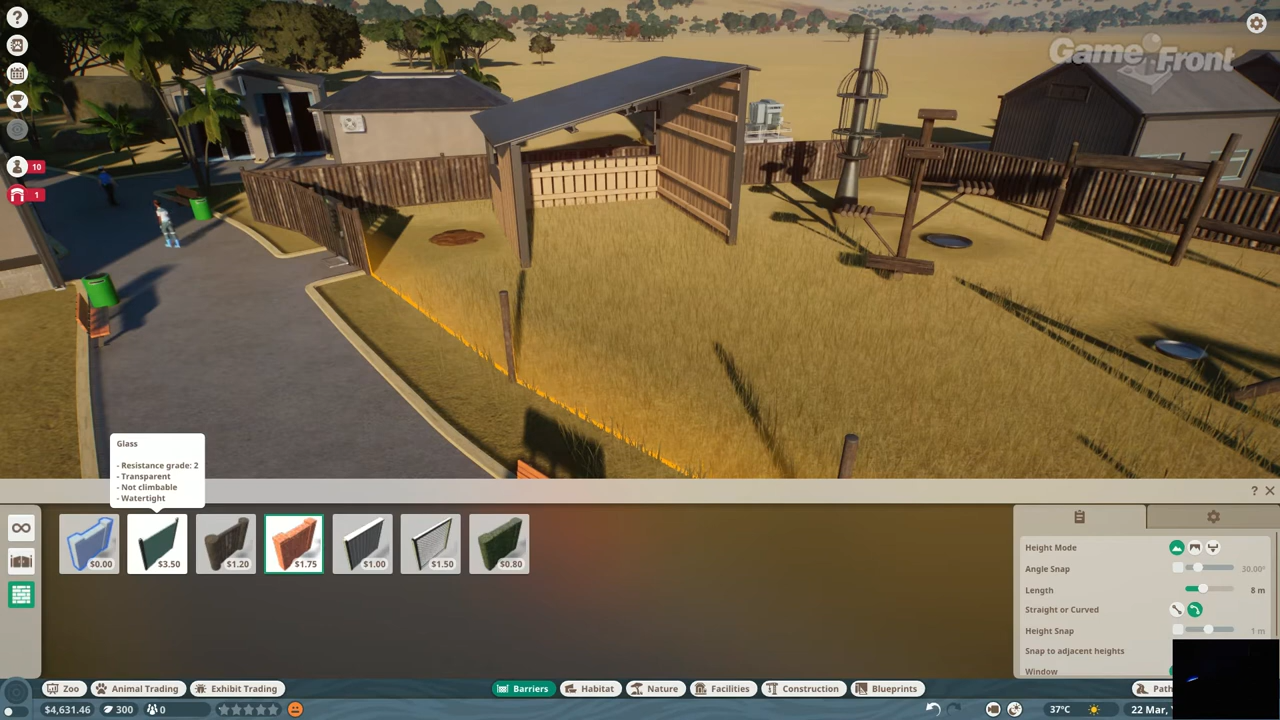 GameFront
10
1
Glass
- Resistance grade: 2
- Transparent
- Not climbable
- Watertight
$0.00
$3.50
$1.20
$1.75
$1.00
$1.50
$0.80
Height Mode
Angle Snap 30.00°
Length 8 m
Straight or Curved
Height Snap 1 m
Snap to adjacent heights
Window
Zoo
Animal Trading
Exhibit Trading
Barriers
Habitat
Nature
Facilities
Construction
Blueprints
Path
$4,631.46
300
0
37°C
22 Mar,